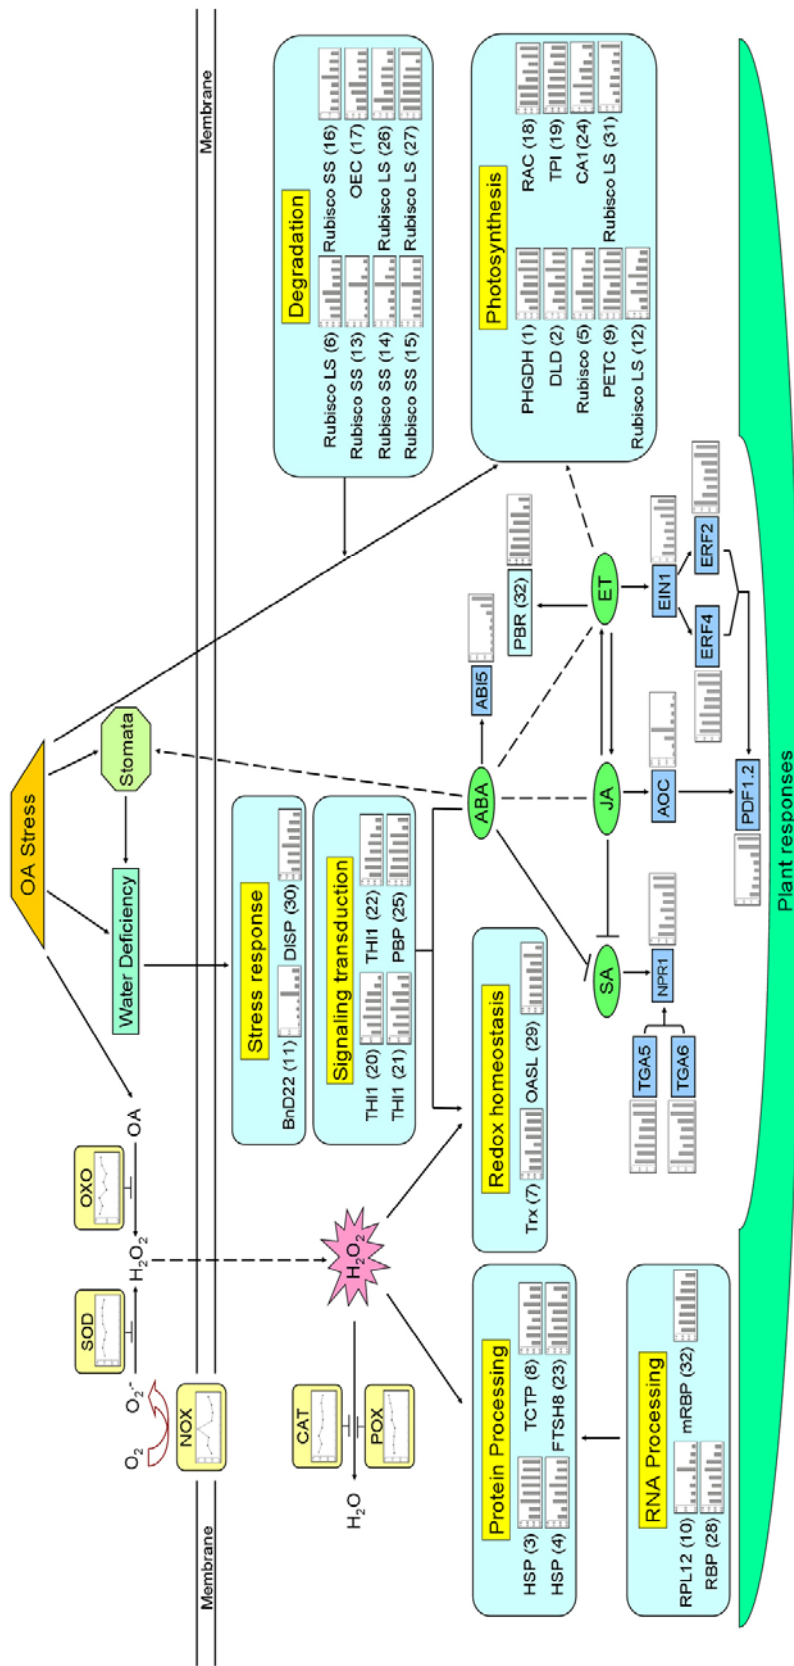 OA Stress
Membrane
Membrane
OXO
SOD
NOX
O2
O2·-
H2O2
OA
Water Deficiency
Stomata
CAT
POX
H2O
H2O2
Stress response
BnD22 (11)
DISP (30)
Signaling transduction
THI1 (20)
THI1 (22)
THI1 (21)
PBP (25)
Degradation
Rubisco LS (6)
Rubisco SS (16)
Rubisco SS (13)
OEC (17)
Rubisco SS (14)
Rubisco LS (26)
Rubisco SS (15)
Rubisco LS (27)
Protein Processing
HSP (3)
TCTP (8)
HSP (4)
FTSH8 (23)
Redox homeostasis
Trx (7)
OASL (29)
ABA
ABI5
PBR (32)
Photosynthesis
PHGDH (1)
RAC (18)
DLD (2)
TPI (19)
Rubisco (5)
CA1(24)
PETC (9)
Rubisco LS (31)
Rubisco LS (12)
SA
JA
ET
RNA Processing
RPL12 (10)
mRBP (32)
RBP (28)
TGA5
TGA6
NPR1
AOC
EIN1
ERF4
ERF2
PDF1.2
Plant responses